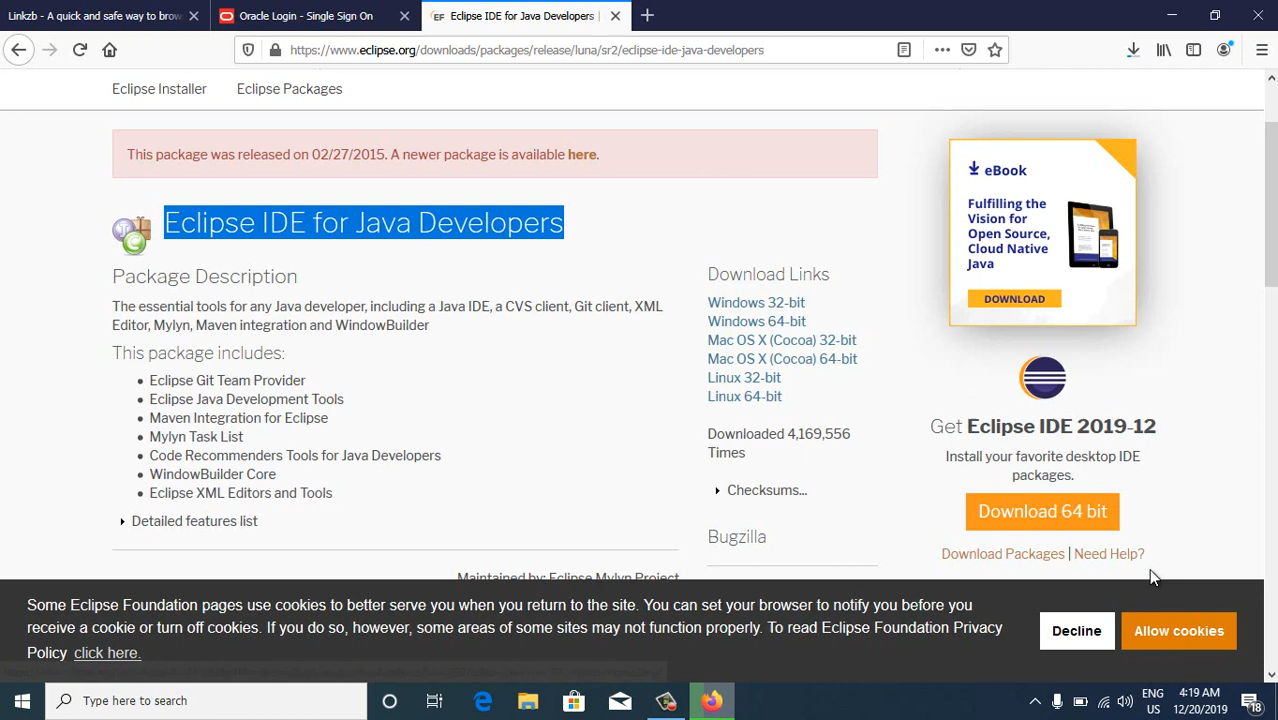 Linkzb - A quick and safe way to brow
Oracle Login - Single Sign On
EF Eclipse IDE for Java Developers |
https://www.eclipse.org/downloads/packages/release/luna/sr2/eclipse-ide-java-developers
Eclipse Installer Eclipse Packages
This package was released on 02/27/2015. A newer package is available here.
Eclipse IDE for Java Developers
Package Description
The essential tools for any Java developer, including a Java IDE, a CVS client, Git client, XML
Editor, Mylyn, Maven integration and WindowBuilder
This package includes:
• Eclipse Git Team Provider
• Eclipse Java Development Tools
• Maven Integration for Eclipse
• Mylyn Task List
• Code Recommenders Tools for Java Developers
• WindowBuilder Core
• Eclipse XML Editors and Tools
Detailed features list
Maintained by: Eclipse Mylyn Project
Download Links
Windows 32-bit
Windows 64-bit
Mac OS X (Cocoa) 32-bit
Mac OS X (Cocoa) 64-bit
Linux 32-bit
Linux 64-bit
Downloaded 4,169,556
Times
Checksums...
Bugzilla
eBook
Fulfilling the
Vision for
Open Source,
Cloud Native
Java
DOWNLOAD
Get Eclipse IDE 2019-12
Install your favorite desktop IDE
packages.
Download 64 bit
Download Packages | Need Help?
Some Eclipse Foundation pages use cookies to better serve you when you return to the site. You can set your browser to notify you before you
receive a cookie or turn off cookies. If you do so, however, some areas of some sites may not function properly. To read Eclipse Foundation Privacy
Policy click here.
Decline
Allow cookies
Type here to search
ENG
US
4:19 AM
12/20/2019
18